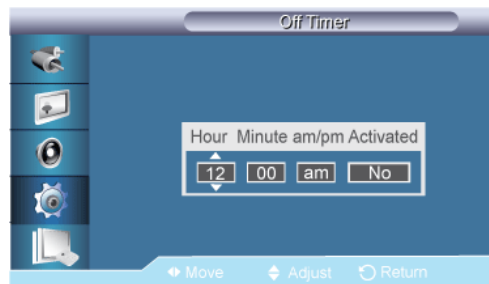 Off Timer
Hour Minute am/pm Activated
12 00 am No
Move Adjust Return